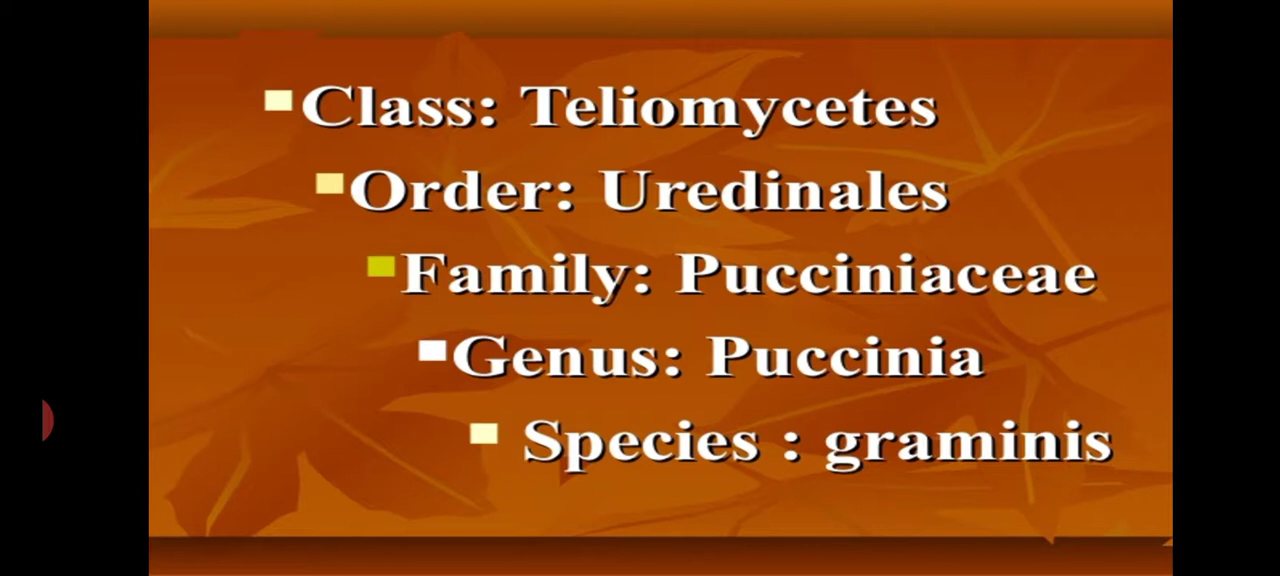 Class: Teliomycetes
Order: Uredinales
Family: Pucciniaceae
Genus: Puccinia
Species : graminis